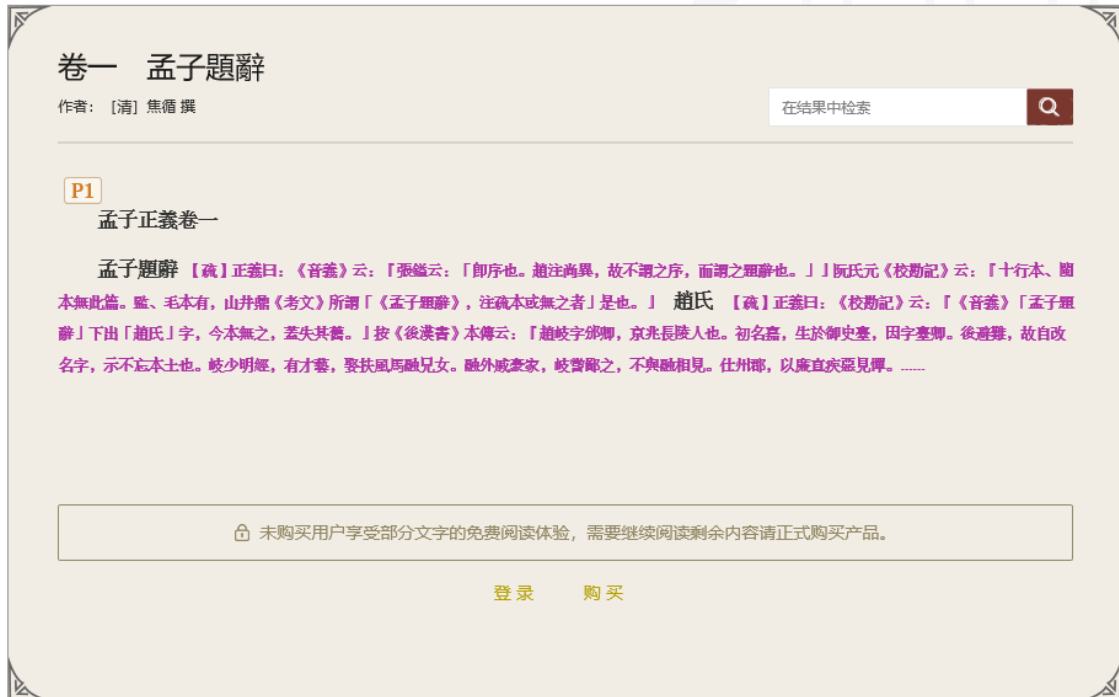 卷一　孟子題辭
作者： ［清］ 焦循 撰
在结果中检索
P1
孟子正義卷一
孟子題辭 【疏】正義曰：《音義》云：『張鎰云：「即序也。趙注尚異，故不謂之序，而謂之題辭也。」』阮氏元《校勘記》云：『十行本、閩
本無此篇。監、毛本有，山井鼎《考文》所謂「《孟子題辭》，注疏本或無之者」是也。』 趙氏 【疏】正義曰：《校勘記》云：『《音義》「孟子題
辭」下出「趙氏」字，今本無之，蓋失其舊。』按《後漢書》本傳云：『趙岐字邠卿，京兆長陵人也。初名嘉，生於御史臺，因字臺卿。後避難，故自改
名字，示不忘本土也。岐少明經，有才藝，娶扶風馬融兄女。融外戚豪家，岐嘗鄙之，不與融相見。仕州郡，以廉直疾惡見憚。......
未购买用户享受部分文字的免费阅读体验，需要继续阅读剩余内容请正式购买产品。
登录 购买